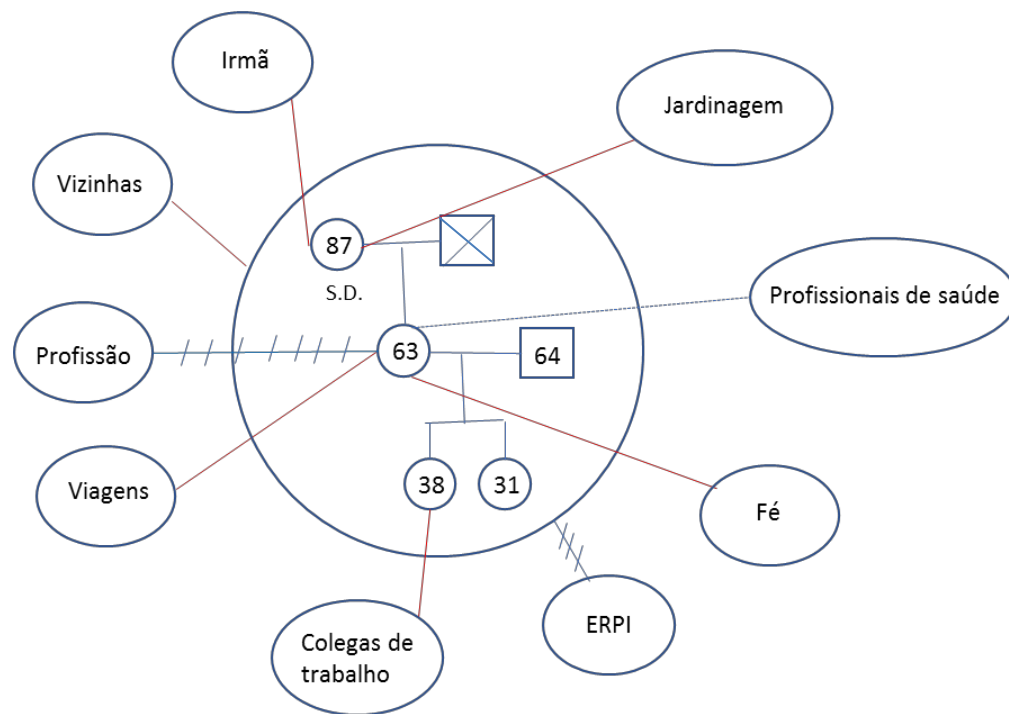 Irmã
Jardinagem
Vizinhas
87
S.D.
Profissionais de saúde
Profissão
63
64
Viagens
38
31
Fé
ERPI
Colegas de
trabalho